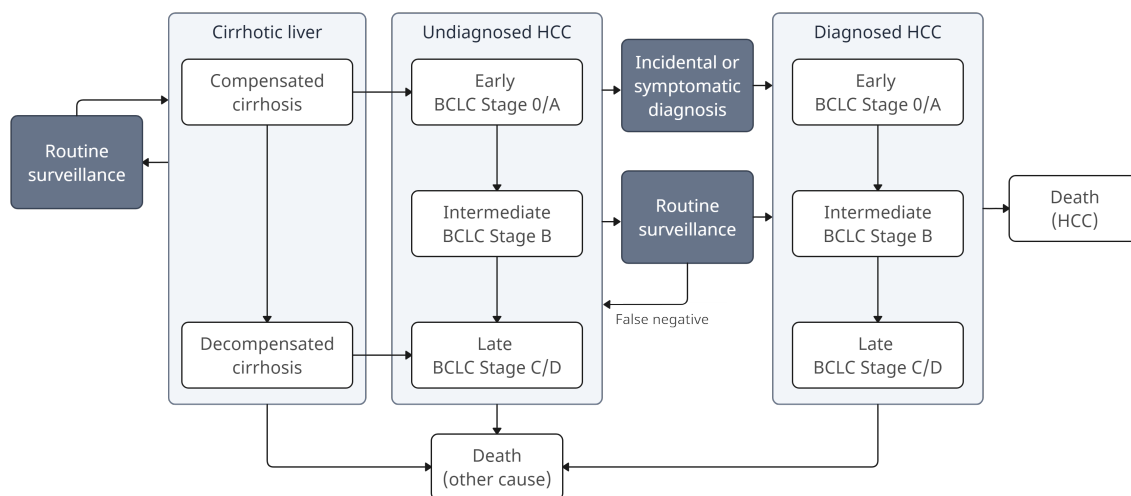 Cirrhotic liver
Compensated
cirrhosis
Decompensated
cirrhosis
Routine
surveillance
Undiagnosed HCC
Early
BCLC Stage 0/A
Intermediate
BCLC Stage B
Late
BCLC Stage C/D
Incidental or
symptomatic
diagnosis
Routine
surveillance
False negative
Diagnosed HCC
Early
BCLC Stage 0/A
Intermediate
BCLC Stage B
Late
BCLC Stage C/D
Death
(HCC)
Death
(other cause)